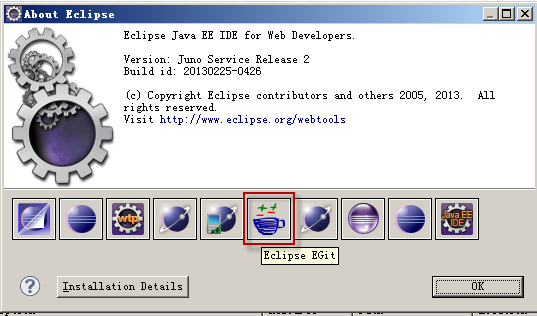 About Eclipse
Eclipse Java EE IDE for Web Developers.
Version: Juno Service Release 2
Build id: 20130225-0426
(c) Copyright Eclipse contributors and others 2005, 2013. All
rights reserved.
Visit http://www.eclipse.org/webtools
wtp
Java EE
IDE
Eclipse EGit
?
Installation Details
OK